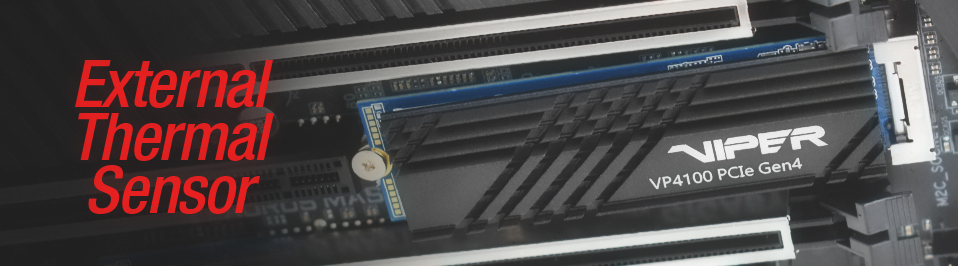 External
Thermal
Sensor
VIPER
VP4100 PCIe Gen4